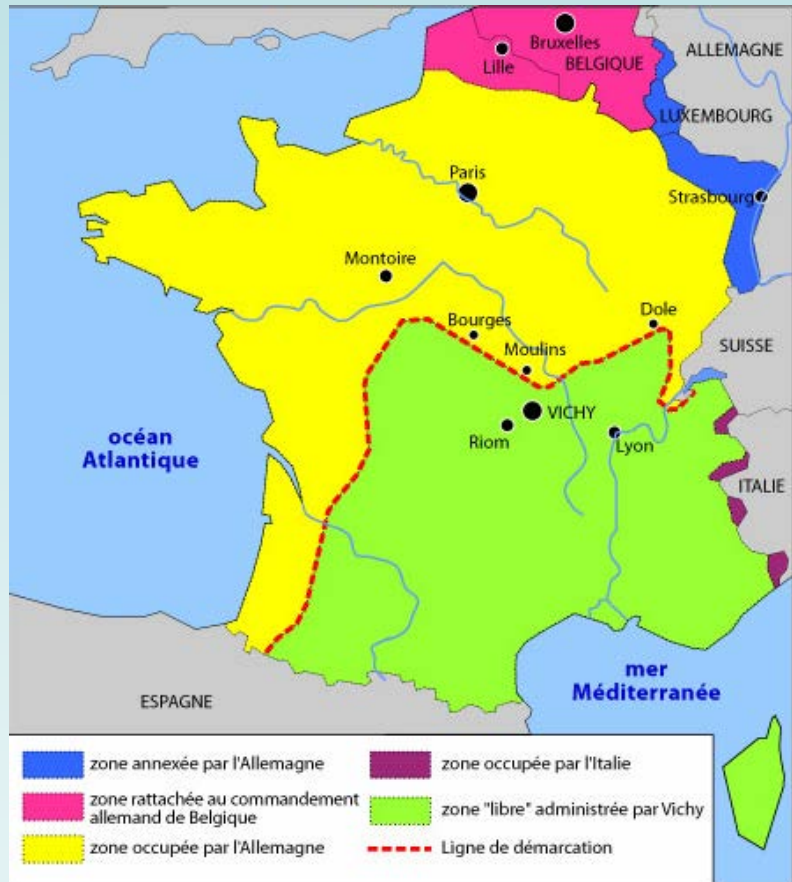 Bruxelles
BELGIQUE
Lille
ALLEMAGNE
LUXEMBOURG
Paris
Strasbourg
Montoire
Bourges
Dole
Moulins
SUISSE
VICHY
Riom
Lyon
océan
Atlantique
ITALIE
mer
Méditerranée
ESPAGNE
zone annexée par l'Allemagne
zone rattachée au commandement
allemand de Belgique
zone occupée par l'Allemagne
zone occupée par l'Italie
zone "libre" administrée par Vichy
Ligne de démarcation